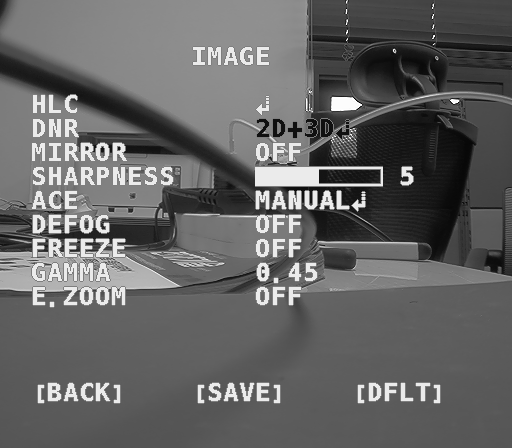 IMAGE
HLC ↲
DNR 2D+3D↲
MIRROR OFF
SHARPNESS 5
ACE MANUAL↲
DEFOG OFF
FREEZE OFF
GAMMA 0.45
E.ZOOM OFF
[BACK] [SAVE] [DFLT]